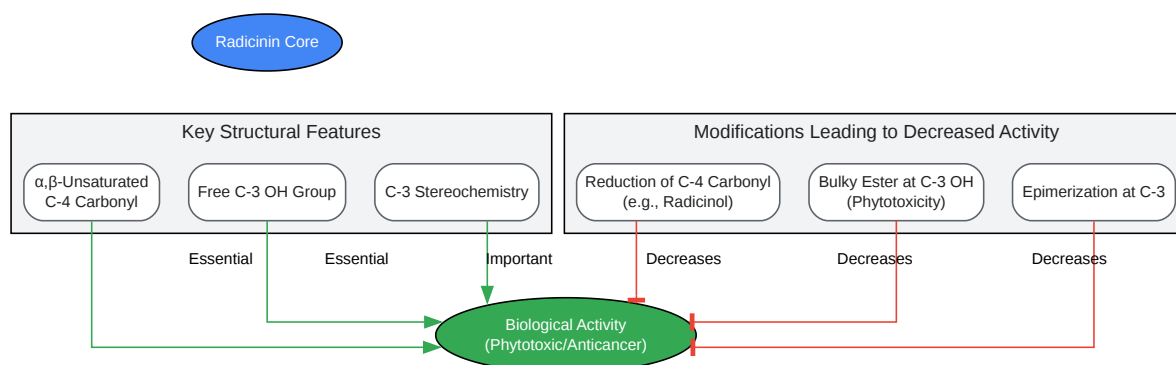 Radicinin Core
Key Structural Features
Modifications Leading to Decreased Activity
α,β-Unsaturated
C-4 Carbonyl
Free C-3 OH Group
C-3 Stereochemistry
Reduction of C-4 Carbonyl
(e.g., Radicinol)
Bulky Ester at C-3 OH
(Phytotoxicity)
Epimerization at C-3
Essential
Essential
Important
Decreases
Decreases
Decreases
Biological Activity
(Phytotoxic/Anticancer)